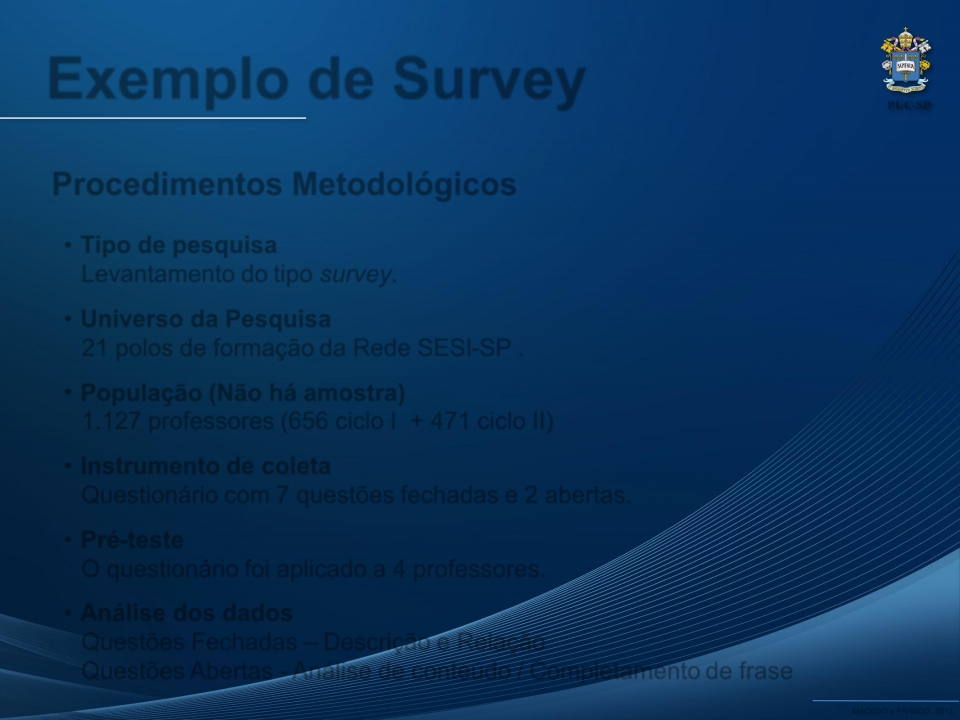 Exemplo de Survey
SAPIENTIA
PUC-SP
Procedimentos Metodológicos
• Tipo de pesquisa
Levantamento do tipo survey.
• Universo da Pesquisa
21 polos de formação da Rede SESI-SP .
• População (Não há amostra)
1.127 professores (656 ciclo I + 471 ciclo II)
• Instrumento de coleta
Questionário com 7 questões fechadas e 2 abertas.
• Pré-teste
O questionário foi aplicado a 4 professores.
• Análise dos dados
Questões Fechadas – Descrição e Relação
Questões Abertas - Análise de conteúdo / Completamento de frase